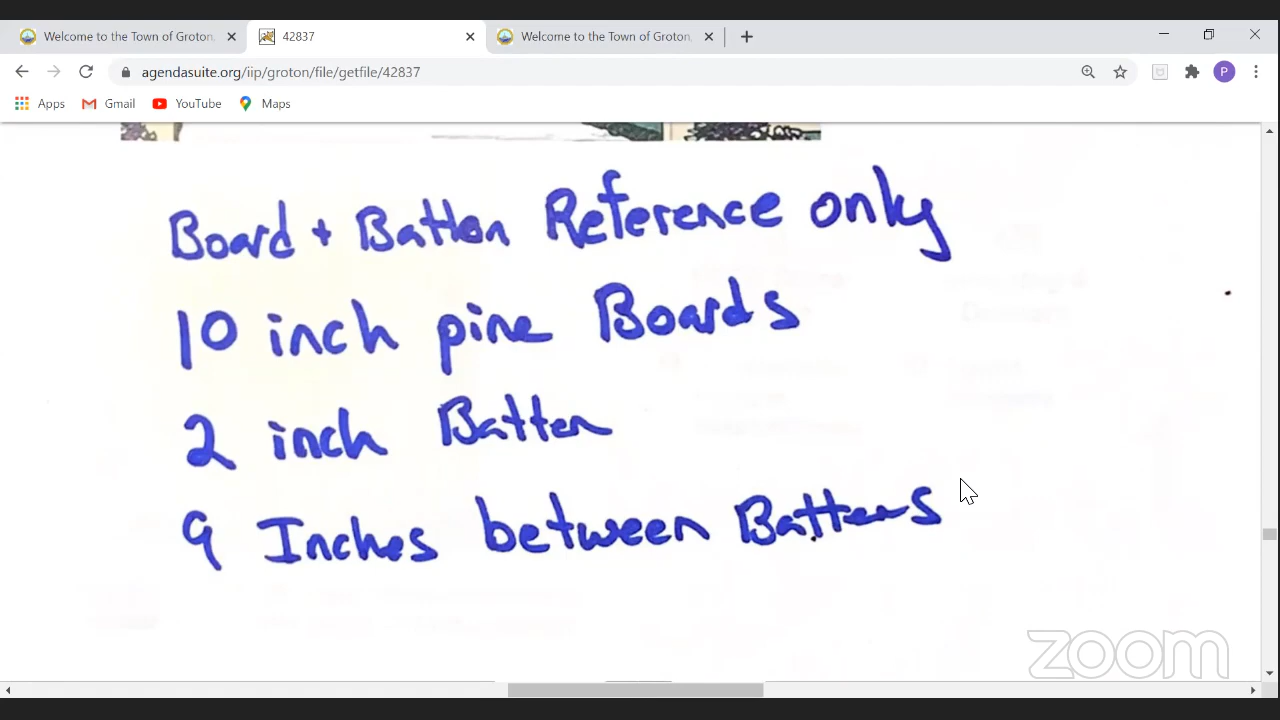 Welcome to the Town of Groton,
42837
Welcome to the Town of Groton,
agendasuite.org/iip/groton/file/getfile/42837
P
Apps
Gmail
YouTube
Maps
Board + Batten Reference only
10 inch pine Boards
2 inch Batten
9 Inches between Battens
zoom